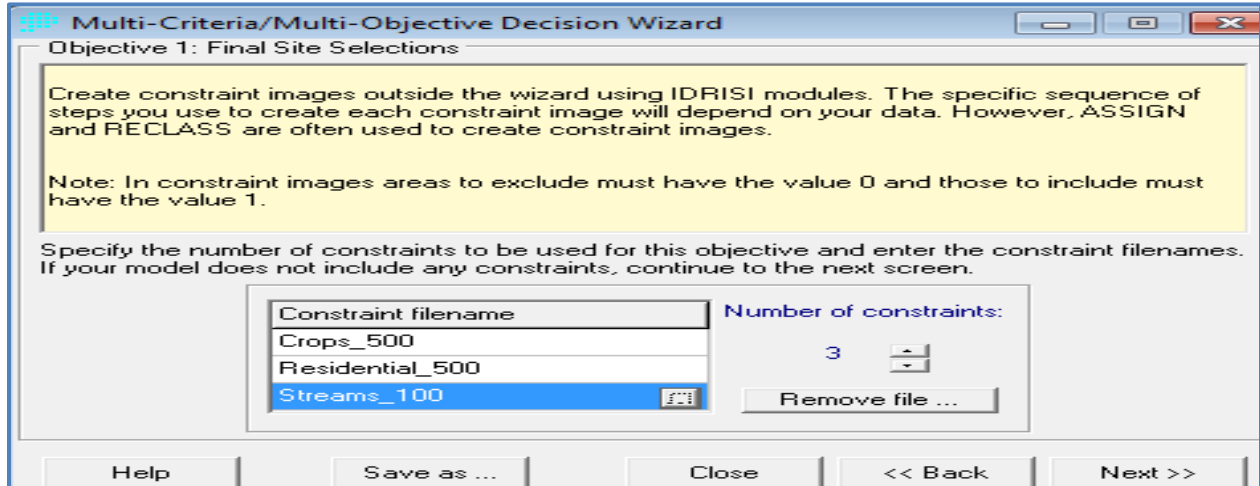 Multi-Criteria/Multi-Objective Decision Wizard
Objective 1: Final Site Selections
Create constraint images outside the wizard using IDRISI modules. The specific sequence of
steps you use to create each constraint image will depend on your data. However, ASSIGN
and RECLASS are often used to create constraint images.
Note: In constraint images areas to exclude must have the value 0 and those to include must
have the value 1.
Specify the number of constraints to be used for this objective and enter the constraint filenames.
If your model does not include any constraints, continue to the next screen.
Constraint filename
Number of constraints:
Crops_500
3
Residential_500
Streams_100
Remove file ...
Help
Save as ...
Close
<< Back
Next >>